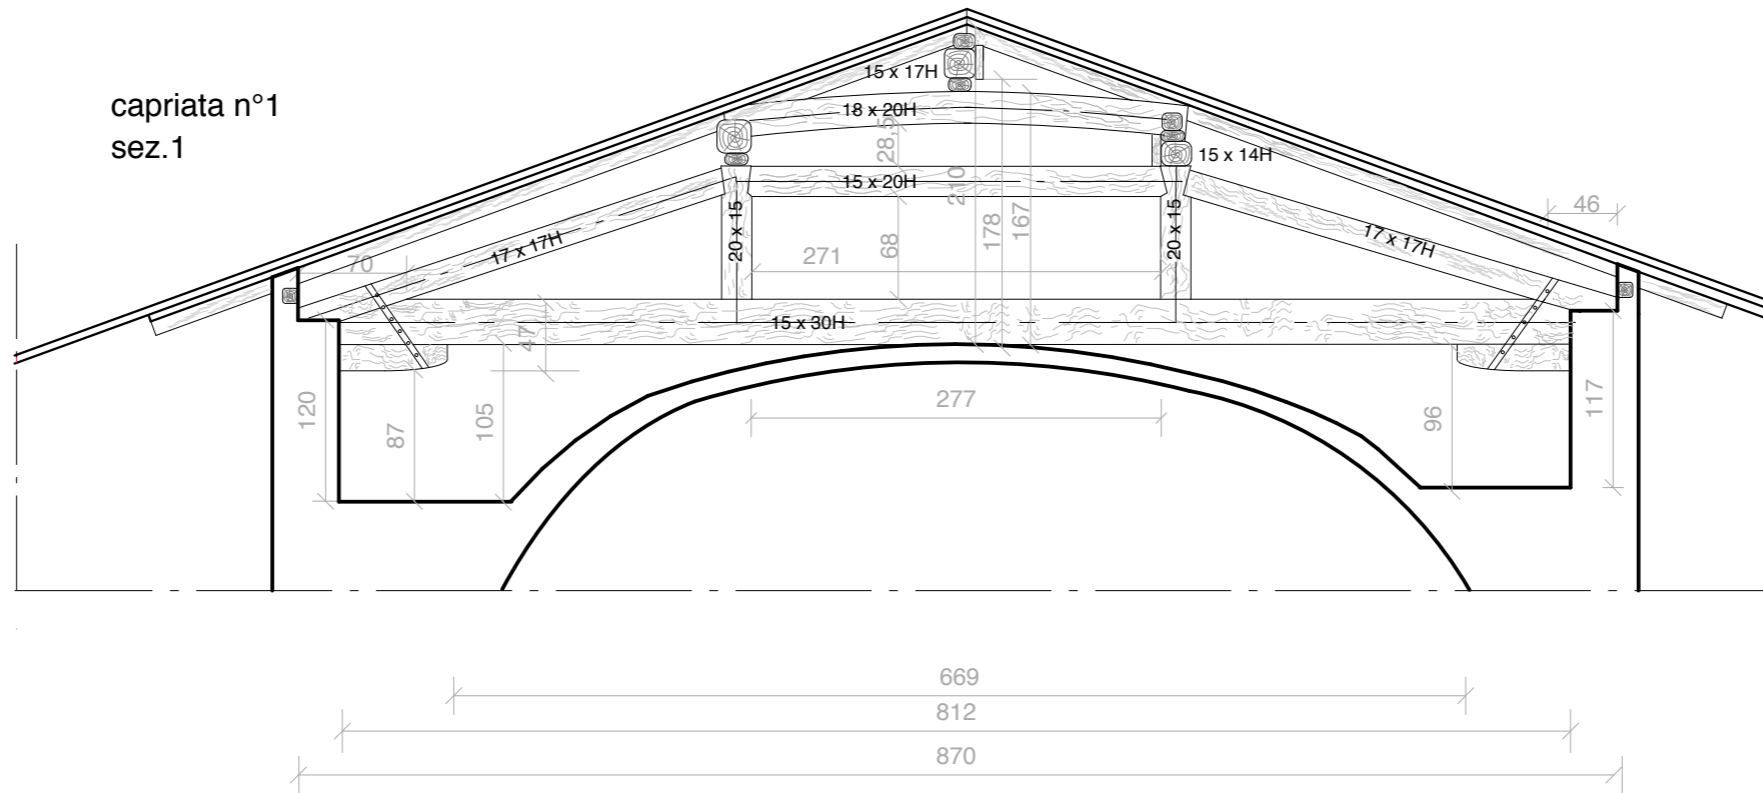 capriata n°1
sez.1
15 x 17H
18 x 20H
28,5
15 x 14H
15 x 20H
210
178
167
68
20 x 15
20 x 15
46
17 x 17H
17 x 17H
70
271
15 x 30H
47
120
87
105
277
96
117
669
812
870